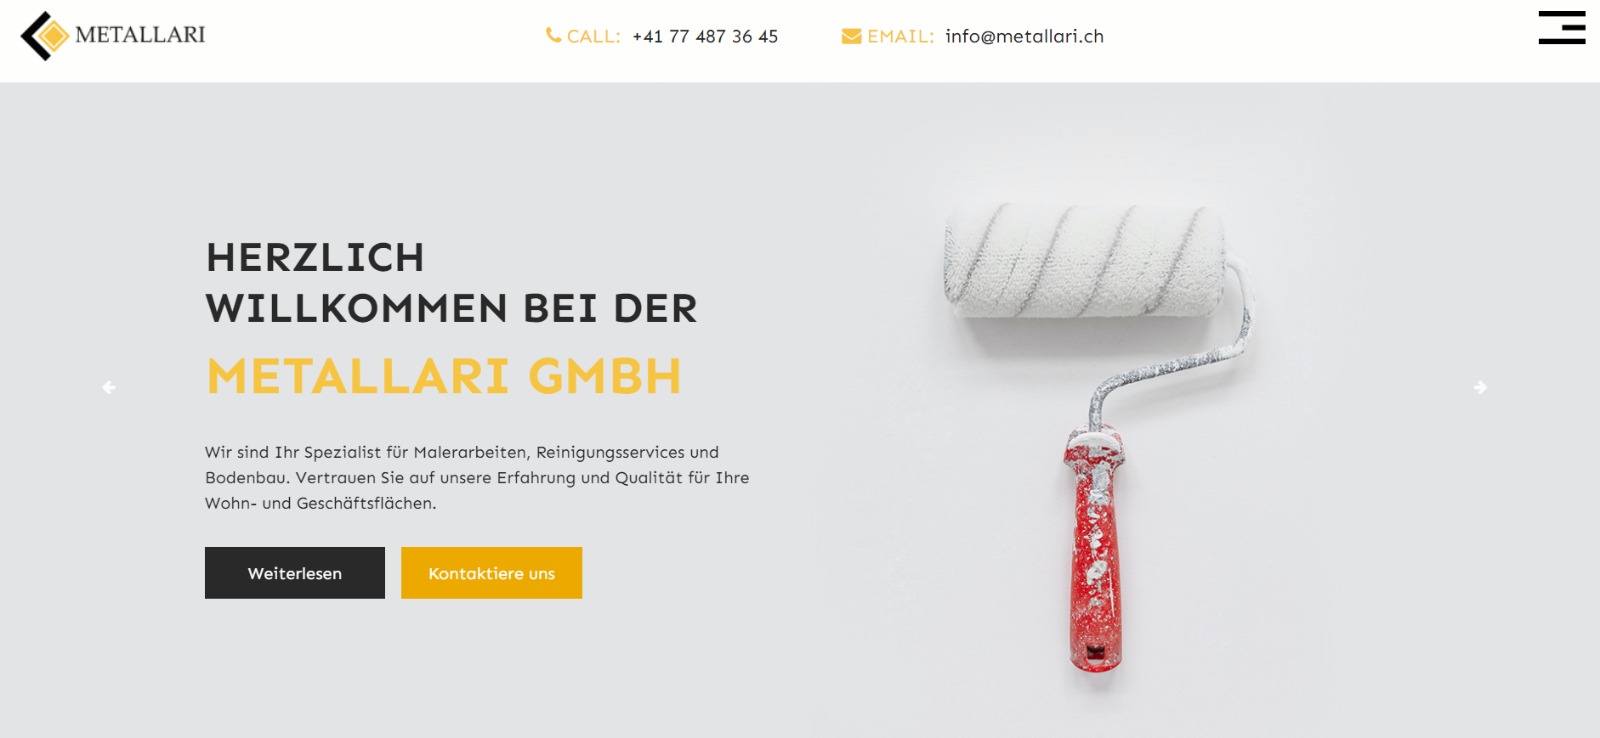 METALLARI
CALL: +41 77 487 36 45
EMAIL: info@metallari.ch
HERZLICH
WILLKOMMEN BEI DER
METALLARI GMBH
Wir sind Ihr Spezialist für Malerarbeiten, Reinigungsservices und
Bodenbau. Vertrauen Sie auf unsere Erfahrung und Qualität für Ihre
Wohn- und Geschäftsflächen.
Weiterlesen
Kontaktiere uns